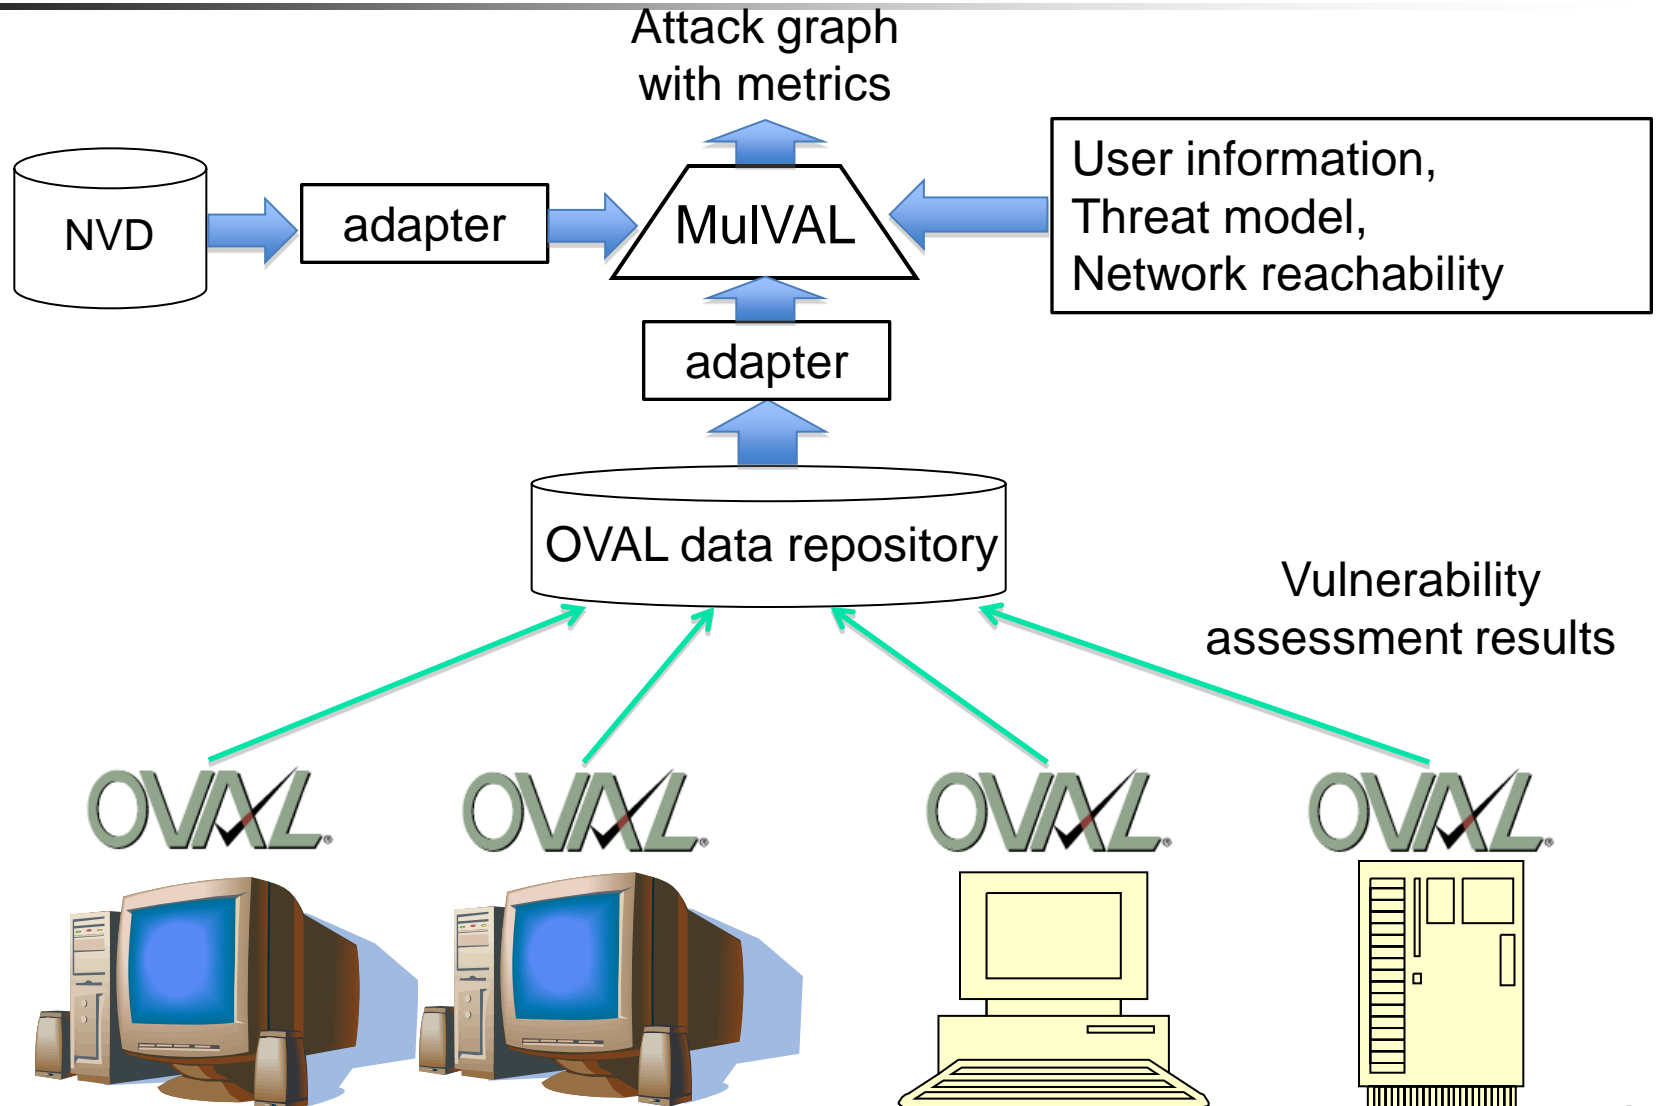 Attack graph
with metrics
NVD
adapter
MulVAL
User information,
Threat model,
Network reachability
adapter
OVAL data repository
Vulnerability
assessment results
OVAL®
OVAL®
OVAL®
OVAL®